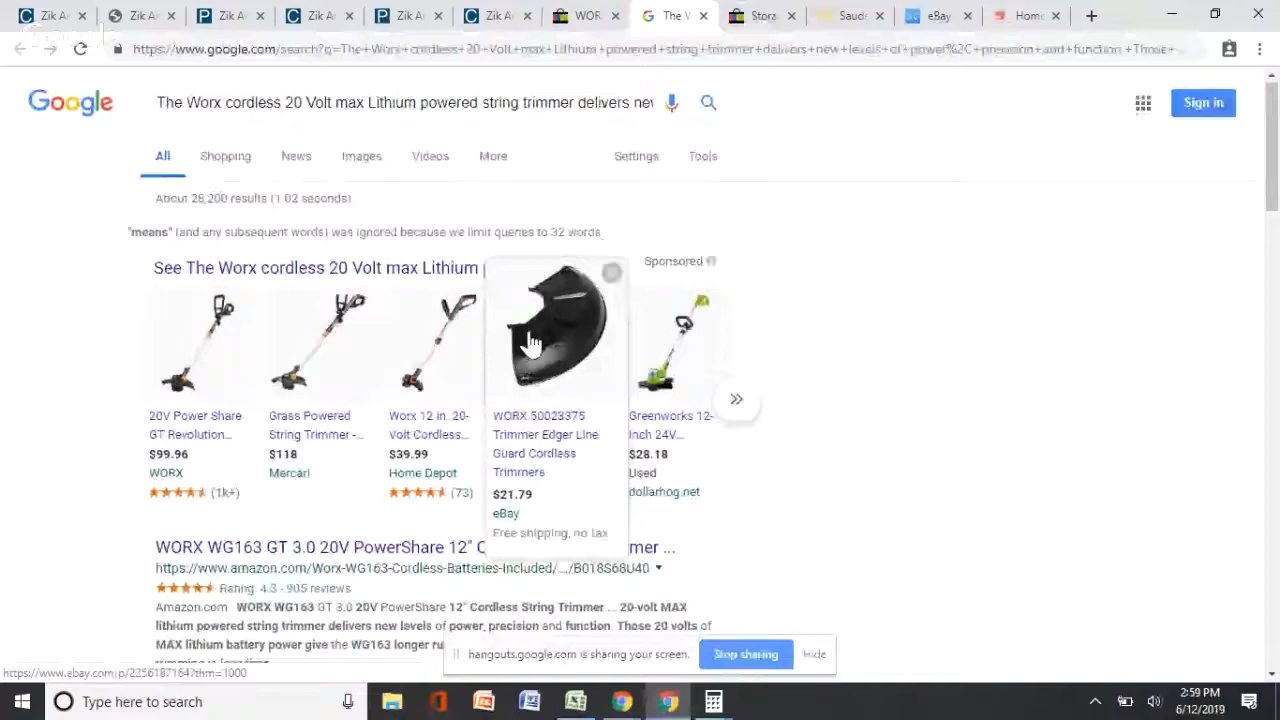 Zik A
Zik A
Zik A
Zik A
Zik A
WOR
The V
Stora
Saudi
eBay
Home
https://www.google.com/search?q=The+Worx+cordless+20+Volt+max+Lithium+powered+string+trimmer+delivers+new+levels+of+power%2C+precision+and+function+Those+
Google
The Worx cordless 20 Volt max Lithium powered string trimmer delivers nev
Sign in
All Shopping News Images Videos More Settings Tools
About 26,200 results (1.02 seconds)
"means" (and any subsequent words) was ignored because we limit queries to 32 words.
See The Worx cordless 20 Volt max Lithium
Sponsored
20V Power Share
GT Revolution...
$99.96
WORX
(1k+)
Grass Powered
String Trimmer -...
$118
Mercari
Worx 12 in. 20-
Volt Cordless...
$39.99
Home Depot
(73)
WORX 50023375
Trimmer Edger Line
Guard Cordless
Trimmers
$21.79
eBay
Free shipping, no tax
Greenworks 12-
Inch 24V...
$28.18
Used
dollarhog.net
WORX WG163 GT 3.0 20V PowerShare 12" C mer ...
https://www.amazon.com/Worx-WG163-Cordless-Batteries-Included/.../B018S68U40
Rating: 4.3 - 905 reviews
Amazon.com WORX WG163 GT 3.0 20V PowerShare 12" Cordless String Trimmer ... 20-volt MAX
lithium powered string trimmer delivers new levels of power, precision and function. Those 20 volts of
MAX lithium battery power give the WG163 longer ru
hangouts.google.com is sharing your screen.
Stop sharing
Hide
https://www.ebay.com/p/2256187164?thm=1000
Type here to search
2:59 PM
6/12/2019